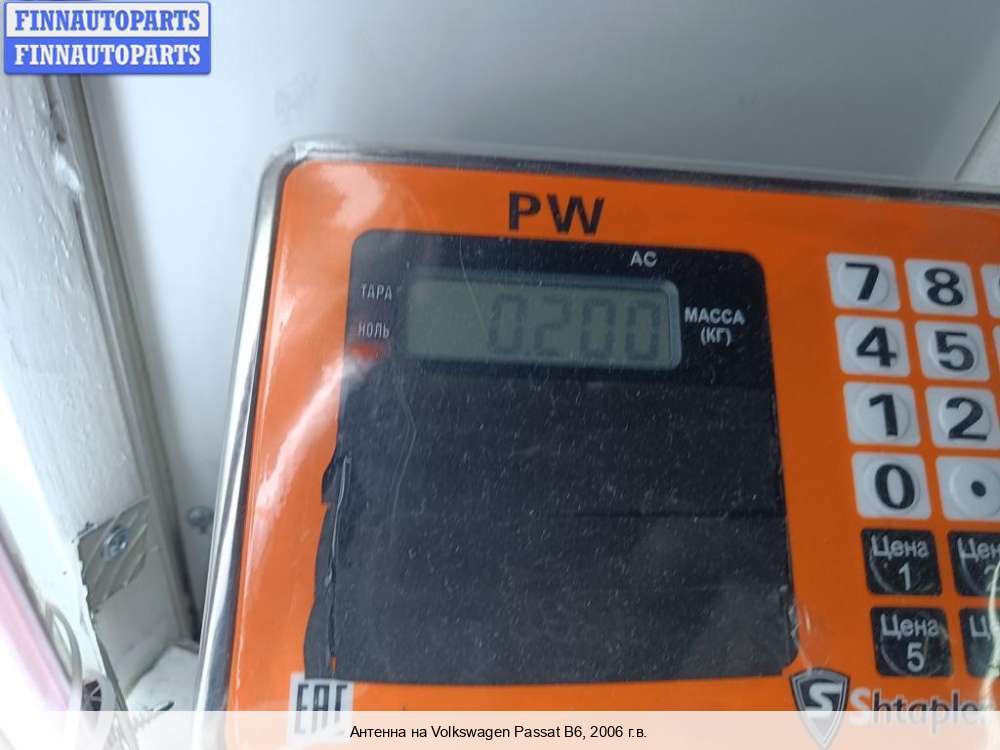 FINNAUTOPARTS
FINNAUTOPARTS
PW
AC
ТАРА
НОЛЬ
0.200
МАССА
(КГ)
7 8
4 5
1 2
0 .
Цена
1
Цена
5
EAC
S Shtaple
Антенна на Volkswagen Passat B6, 2006 г.в.